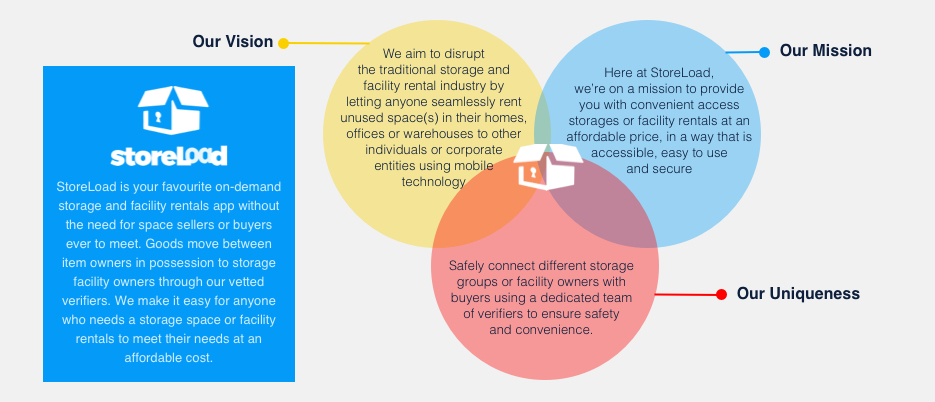 Our Vision
Our Mission
storeLoad
StoreLoad is your favourite on-demand
storage and facility rentals app without
the need for space sellers or buyers
ever to meet. Goods move between
item owners in possession to storage
facility owners through our vetted
verifiers. We make it easy for anyone
who needs a storage space or facility
rentals to meet their needs at an
affordable cost.
We aim to disrupt
the traditional storage and
facility rental industry by
letting anyone seamlessly rent
unused space(s) in their homes,
offices or warehouses to other
individuals or corporate
entities using mobile
technology
Here at StoreLoad,
we're on a mission to provide
you with convenient access
storages or facility rentals at an
affordable price, in a way that is
accessible, easy to use
and secure
Safely connect different storage
groups or facility owners with
buyers using a dedicated team
of verifiers to ensure safety
and convenience.
Our Uniqueness